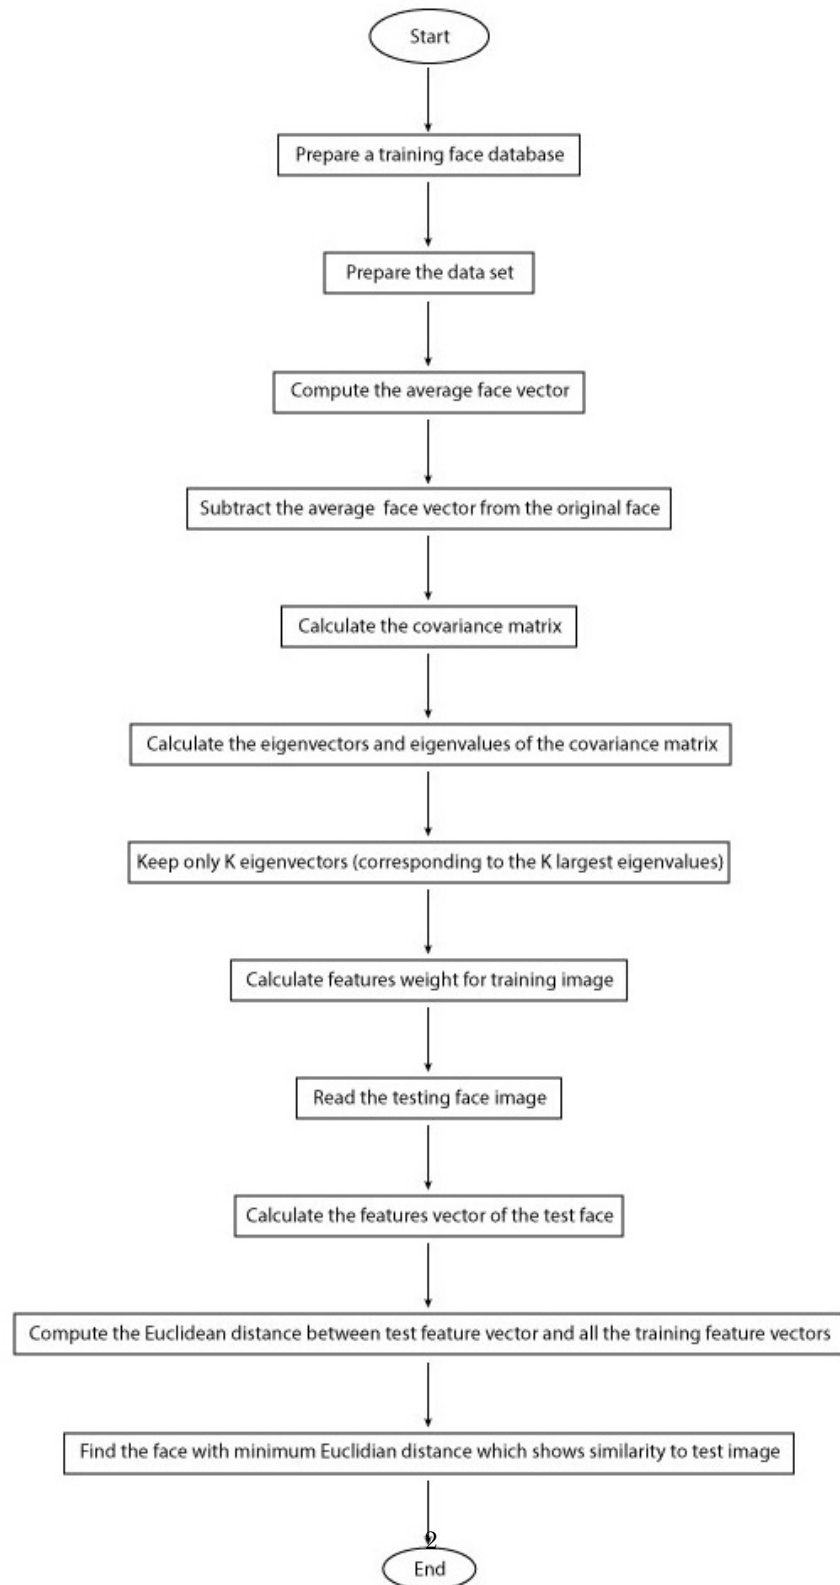 Start
Prepare a training face database
Prepare the data set
Compute the average face vector
Subtract the average face vector from the original face
Calculate the covariance matrix
Calculate the eigenvectors and eigenvalues of the covariance matrix
Keep only K eigenvectors (corresponding to the K largest eigenvalues)
Calculate features weight for training image
Read the testing face image
Calculate the features vector of the test face
Compute the Euclidean distance between test feature vector and all the training feature vectors
Find the face with minimum Euclidian distance which shows similarity to test image
2
End